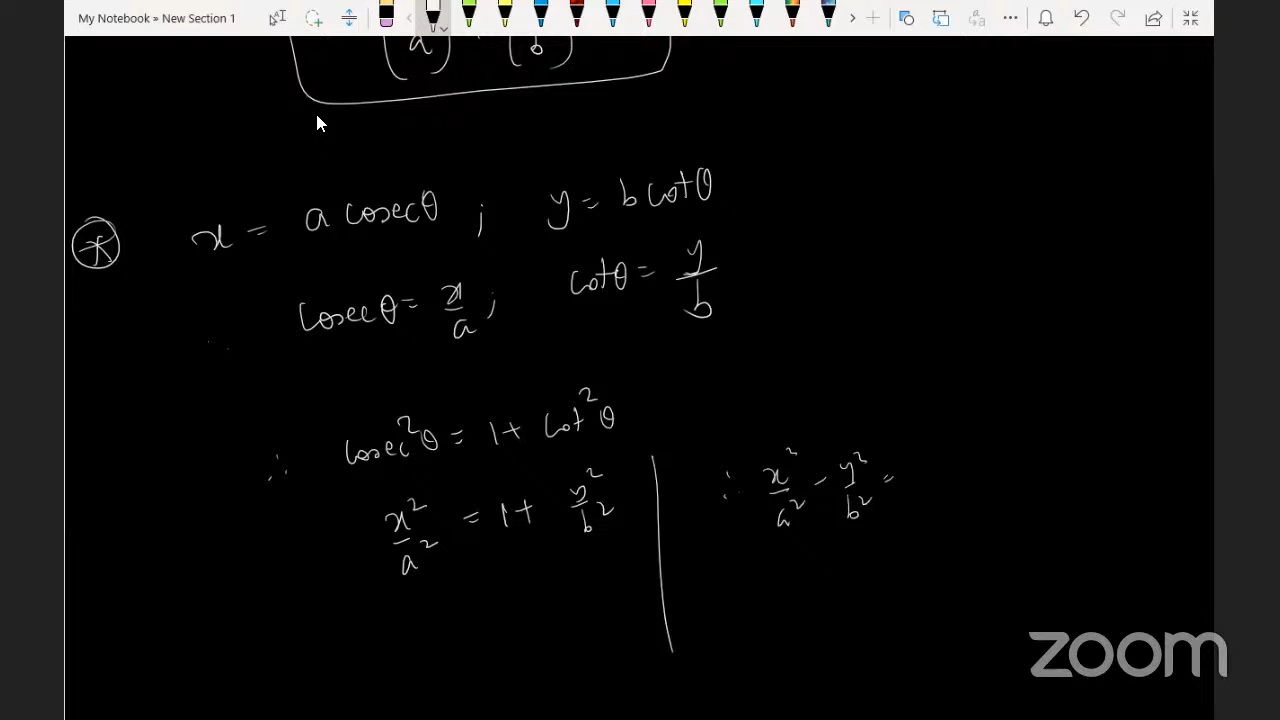 My Notebook » New Section 1
(a) (b)
x = a cosecθ ; y = b cotθ
cosecθ = x/a ; cotθ = y/b
∴ cosec²θ = 1 + cot²θ
x²/a² = 1 + y²/b²
∴ x²/a² - y²/b² =
zoom